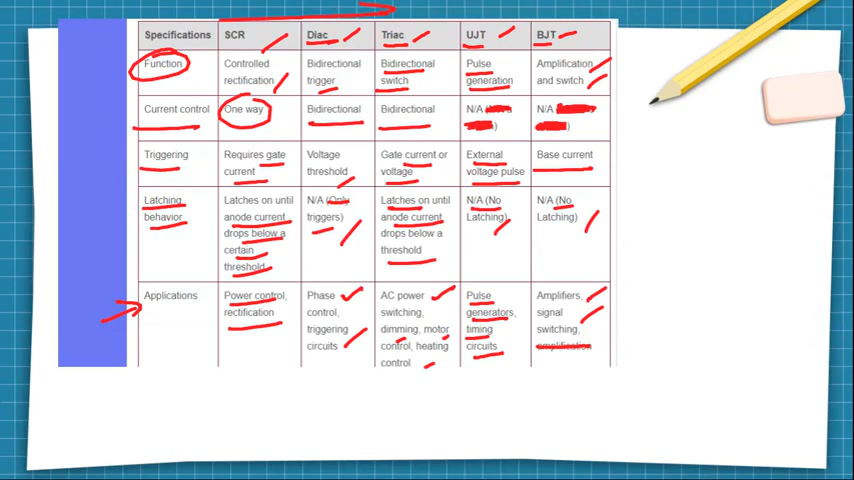 Specifications SCR Diac Triac UJT BJT
Function
Controlled
rectification
Bidirectional
trigger
Bidirectional
switch
Pulse
generation
Amplification
and switch
Current control
One way
Bidirectional
Bidirectional
N/A
)
N/A
)
Triggering
Requires gate
current
Voltage
threshold
Gate current or
voltage
External
voltage pulse
Base current
Latching
behavior
Latches on until
anode current
drops below a
certain
threshold
N/A (Only
triggers)
Latches on until
anode current
drops below a
threshold
N/A (No
Latching)
N/A (No
Latching)
Applications
Power control,
rectification
Phase
control,
triggering
circuits
AC power
switching,
dimming, motor
control, heating
control
Pulse
generators,
timing
circuits
Amplifiers,
signal
switching,
amplification